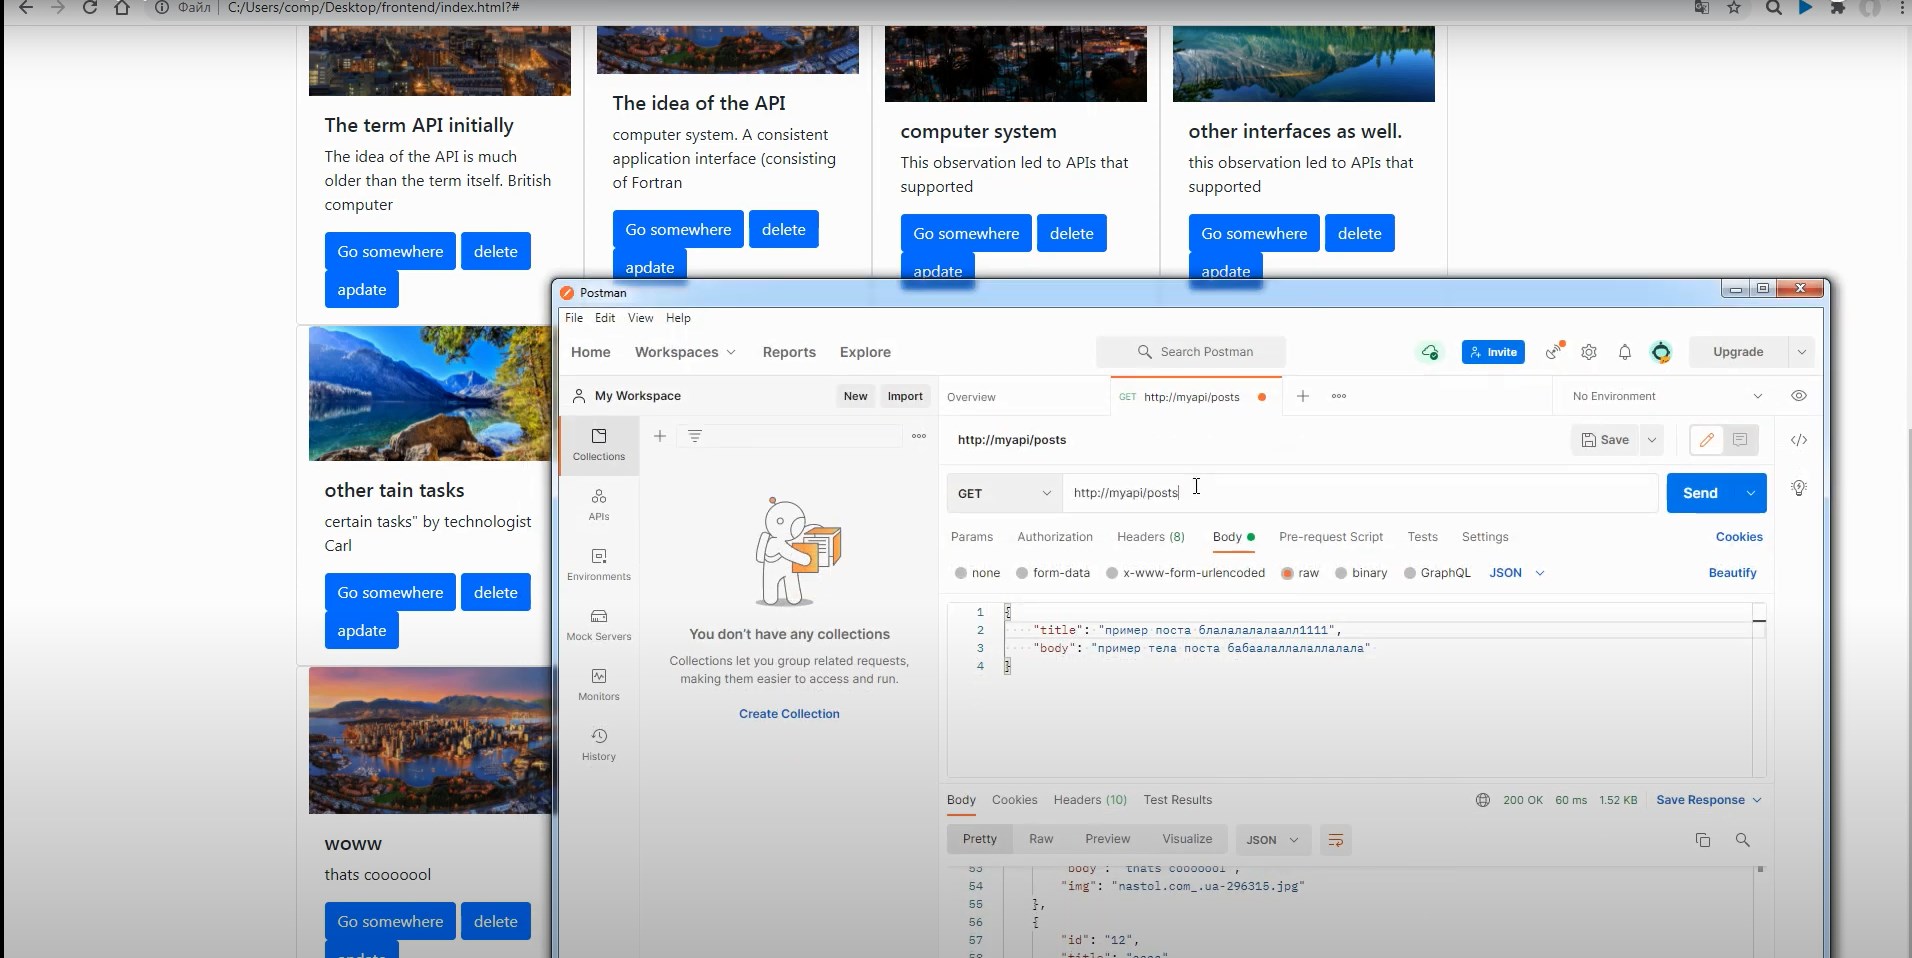 Файл C:/Users/comp/Desktop/frontend/index.html?#
The term API initially
The idea of the API is much
older than the term itself. British
computer
Go somewhere delete
apdate
The idea of the API
computer system. A consistent
application interface (consisting
of Fortran
Go somewhere delete
apdate
computer system
This observation led to APIs that
supported
Go somewhere delete
apdate
other interfaces as well.
this observation led to APIs that
supported
Go somewhere delete
apdate
other tain tasks
certain tasks" by technologist
Carl
Go somewhere delete
apdate
woww
thats cooooool
Go somewhere delete
Postman
File Edit View Help
Home Workspaces Reports Explore Search Postman Invite Upgrade
My Workspace New Import Overview GET http://myapi/posts No Environment
Collections
APIs
Environments
Mock Servers
Monitors
History
You don't have any collections
Collections let you group related requests,
making them easier to access and run.
Create Collection
http://myapi/posts Save
GET http://myapi/posts Send
Params Authorization Headers (8) Body Pre-request Script Tests Settings Cookies
none form-data x-www-form-urlencoded raw binary GraphQL JSON Beautify
1 {
2 "title": "пример поста блалалалалаалл1111",
3 "body": "пример тела поста бабаалаллалаллалала"
4 }
Body Cookies Headers (10) Test Results 200 OK 60 ms 1.52 KB Save Response
Pretty Raw Preview Visualize JSON
53 "body": "thats cooooool",
54 "img": "nastol.com_.ua-296315.jpg"
55 },
56 {
57 "id": "12",